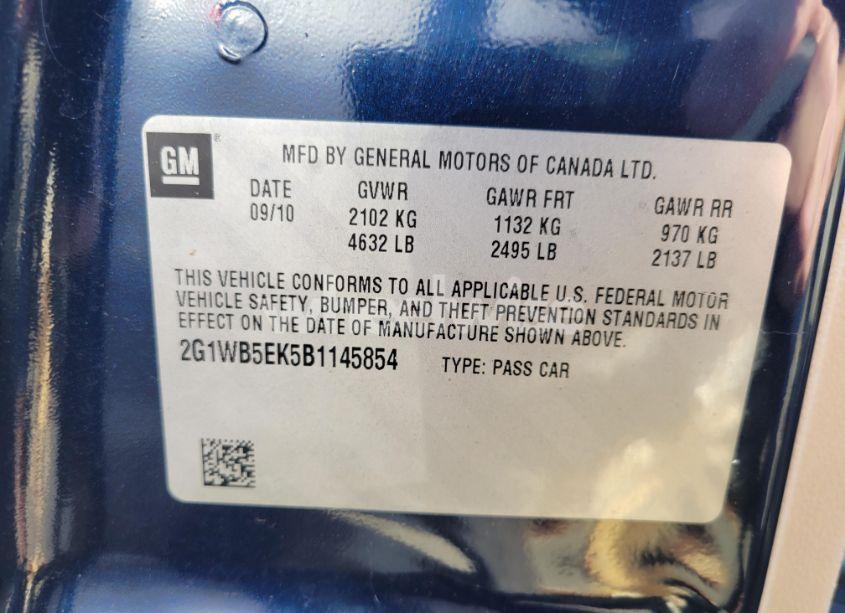 GM ®
MFD BY GENERAL MOTORS OF CANADA LTD.
DATE GVWR GAWR FRT GAWR RR
09/10 2102 KG 1132 KG 970 KG
4632 LB 2495 LB 2137 LB
THIS VEHICLE CONFORMS TO ALL APPLICABLE U.S. FEDERAL MOTOR
VEHICLE SAFETY, BUMPER, AND THEFT PREVENTION STANDARDS IN
EFFECT ON THE DATE OF MANUFACTURE SHOWN ABOVE.
2G1WB5EK5B1145854 TYPE: PASS CAR